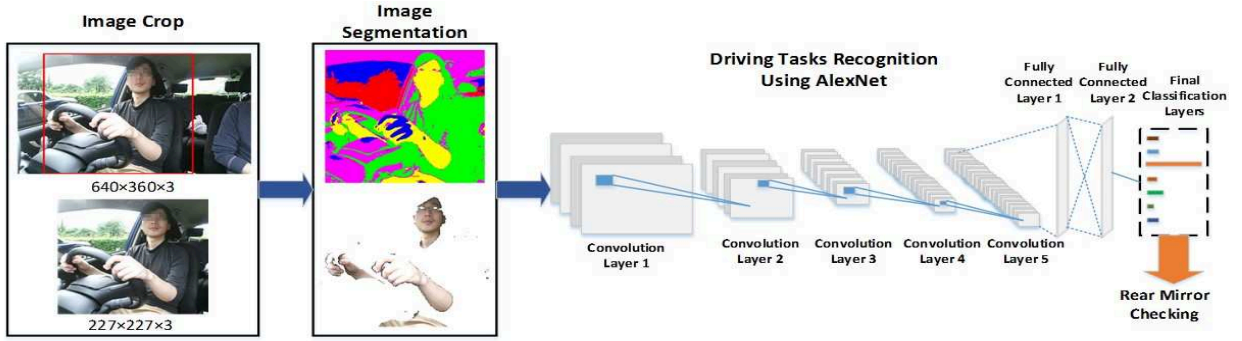 Image Crop
640×360×3
227×227×3
Image
Segmentation
Driving Tasks Recognition
Using AlexNet
Convolution
Layer 1
Convolution
Layer 2
Convolution
Layer 3
Convolution
Layer 4
Convolution
Layer 5
Fully
Connected
Layer 1
Fully
Connected
Layer 2
Final
Classification
Layers
Rear Mirror
Checking